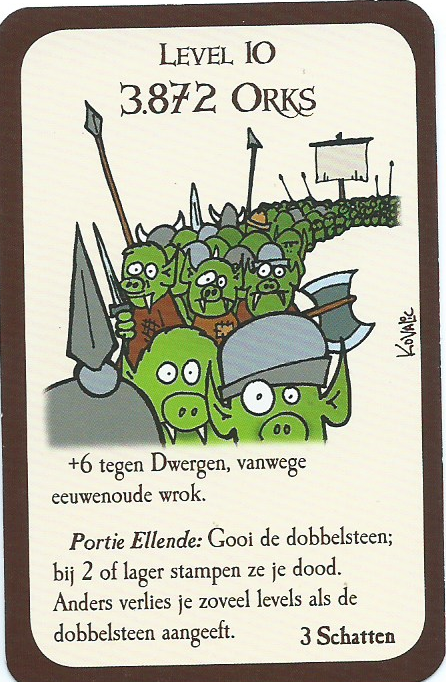 LEVEL 10
3.872 ORKS
KOVALIC
+6 tegen Dwergen, vanwege
eeuwenoude wrok.
Portie Ellende: Gooi de dobbelsteen;
bij 2 of lager stampen ze je dood.
Anders verlies je zoveel levels als de
dobbelsteen aangeeft.
3 Schatten